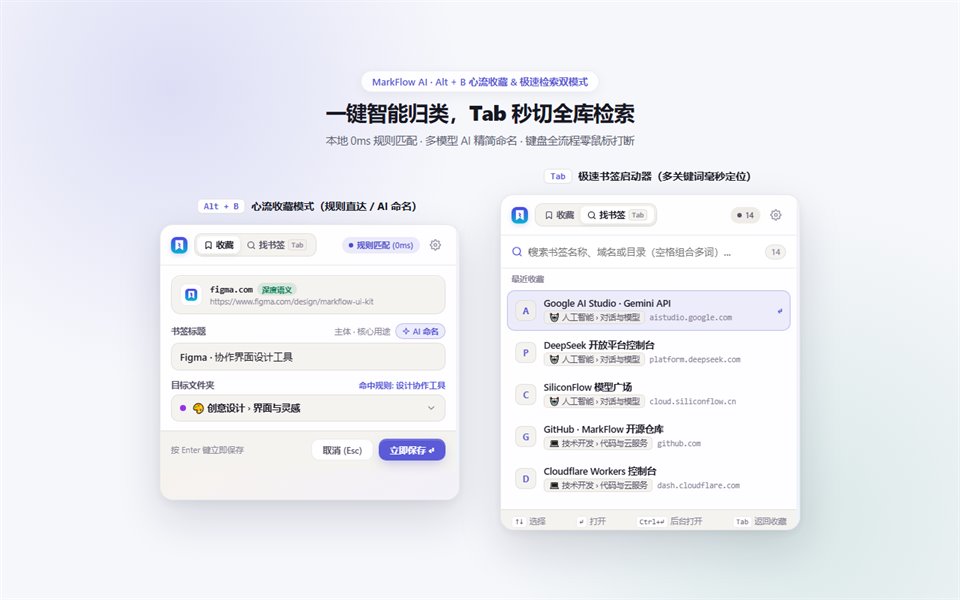 MarkFlow AI · Alt + B 心流收藏 & 极速检索双模式
一键智能归类，Tab 秒切全库检索
本地 0ms 规则匹配 · 多模型 AI 精简命名 · 键盘全流程零鼠标打断
Alt + B 心流收藏模式（规则直达 / AI 命名）
收藏 找书签 Tab 规则匹配 (0ms)
figma.com 深度语义
https://www.figma.com/design/markflow-ui-kit
书签标题 主体 · 核心用途 AI 命名
Figma · 协作界面设计工具
目标文件夹 命中规则: 设计协作工具
创意设计 › 界面与灵感
按 Enter 键立即保存 取消 (Esc) 立即保存 ↵
Tab 极速书签启动器（多关键词毫秒定位）
收藏 找书签 Tab 14
搜索书签名称、域名或目录（空格组合多词）... 14
最近收藏
A Google AI Studio · Gemini API
人工智能 › 对话与模型 aistudio.google.com ↵
P DeepSeek 开放平台控制台
人工智能 › 对话与模型 platform.deepseek.com
C SiliconFlow 模型广场
人工智能 › 对话与模型 cloud.siliconflow.cn
G GitHub · MarkFlow 开源仓库
技术开发 › 代码与云服务 github.com
D Cloudflare Workers 控制台
技术开发 › 代码与云服务 dash.cloudflare.com
↑↓ 选择 ↵ 打开 Ctrl+↵ 后台打开 Tab 返回收藏